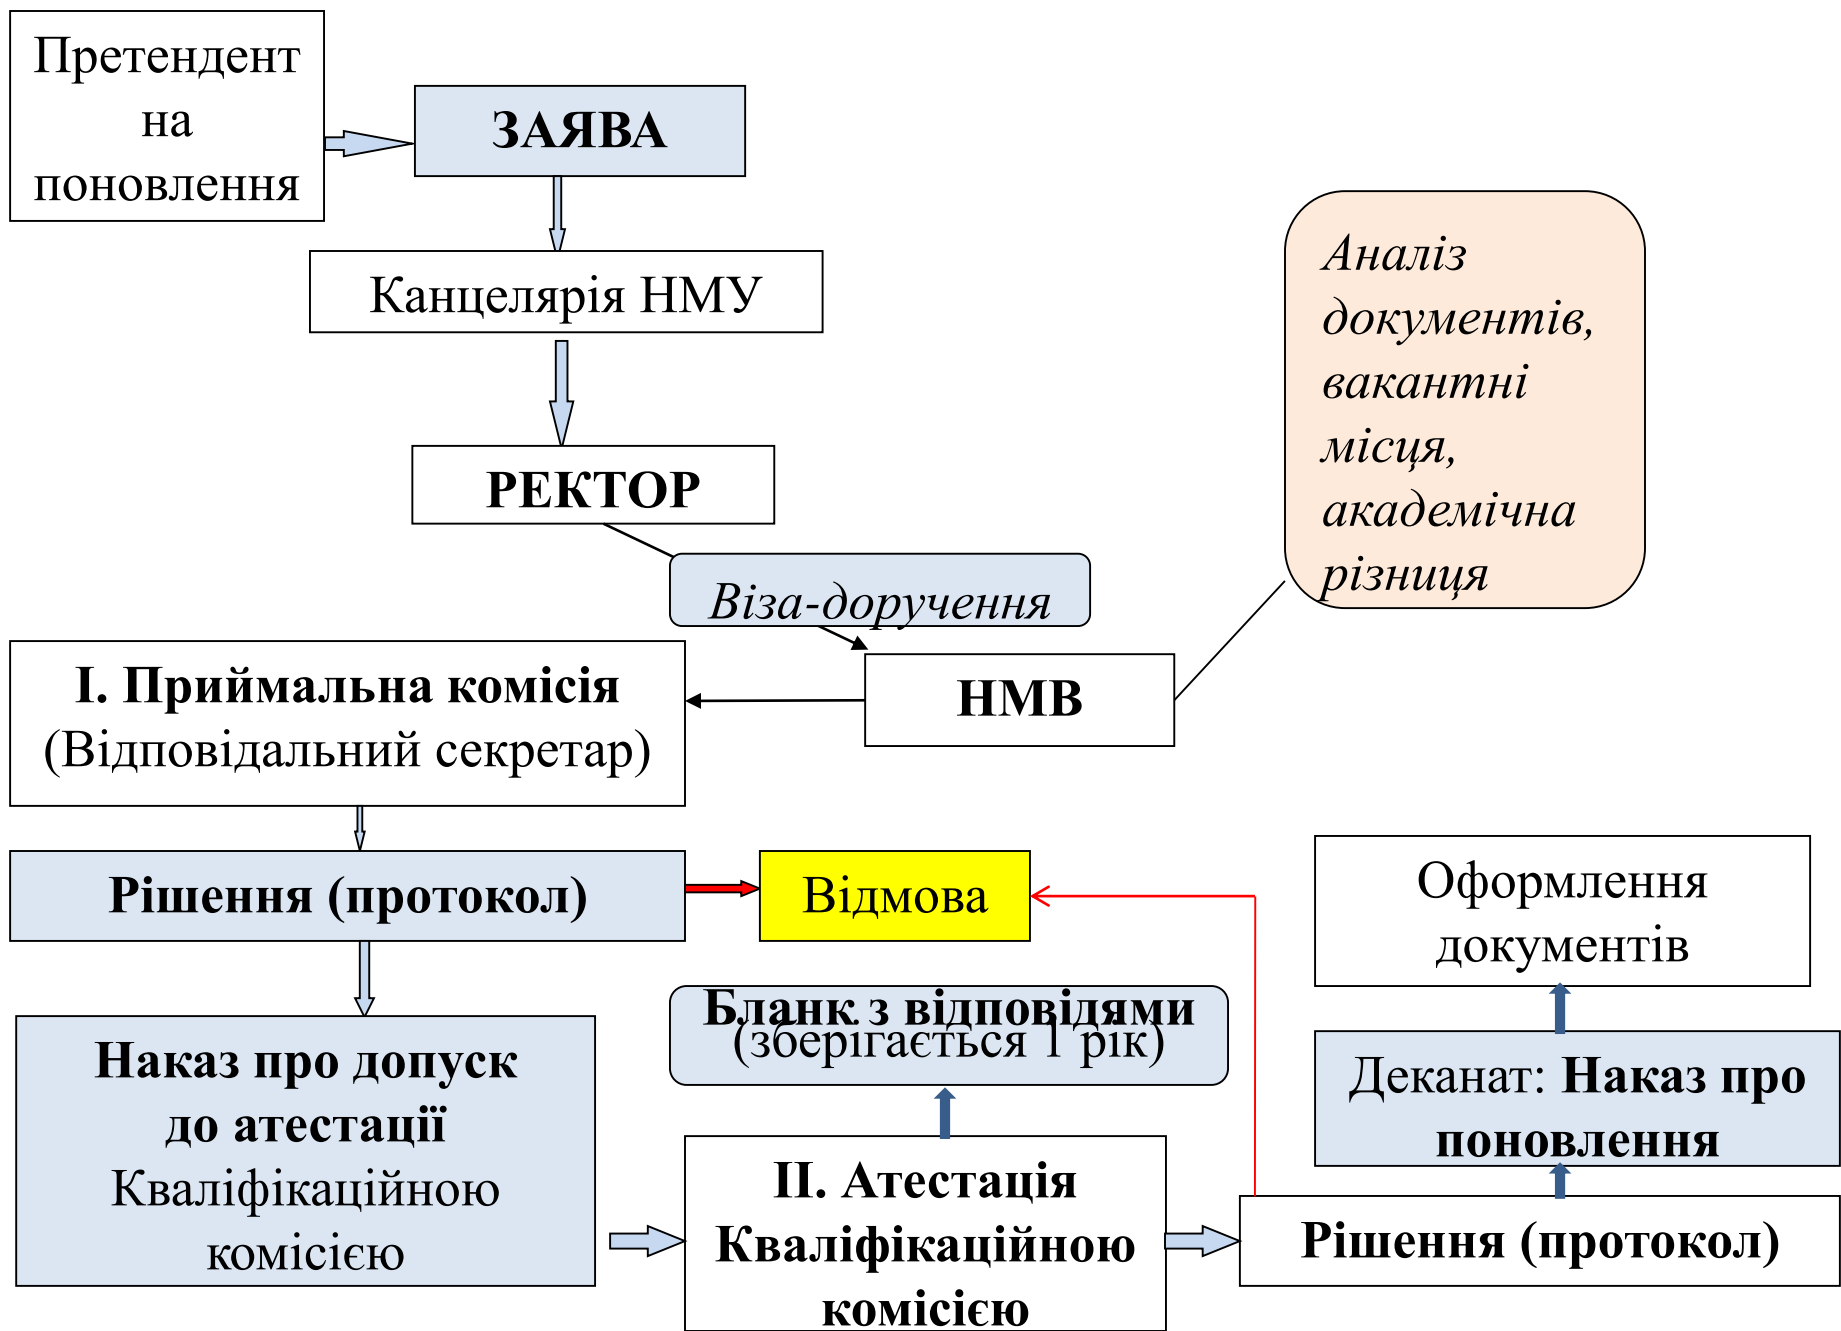 Претендент
на
поновлення
ЗАЯВА
Канцелярія НМУ
РЕКТОР
Віза-доручення
Аналіз
документів,
вакантні
місця,
академічна
різниця
НМВ
І. Приймальна комісія
(Відповідальний секретар)
Рішення (протокол)
Відмова
Наказ про допуск
до атестації
Кваліфікаційною
комісією
Бланк з відповідями
(зберігається 1 рік)
ІІ. Атестація
Кваліфікаційною
комісією
Рішення (протокол)
Деканат: Наказ про
поновлення
Оформлення
документів